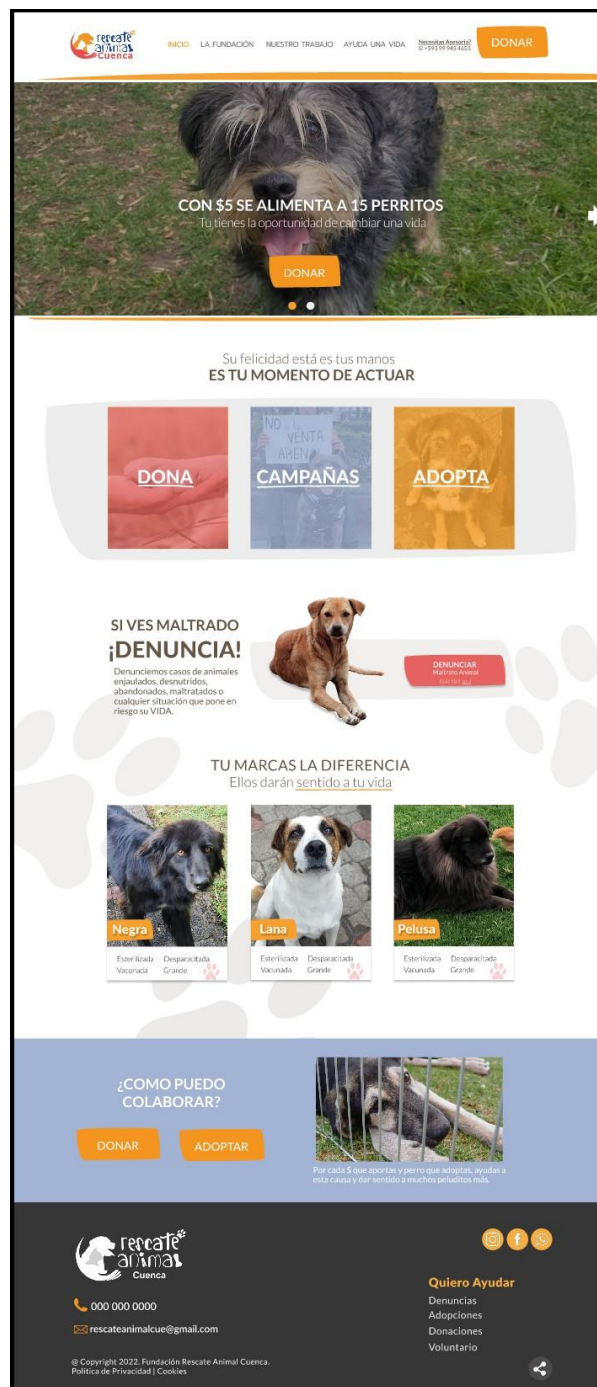 rescate
animal
Cuenca
INICIO LA FUNDACIÓN NUESTRO TRABAJO AYUDA UNA VIDA
Necesitas Asesoría?
+593 99 945 4653
DONAR
CON $5 SE ALIMENTA A 15 PERRITOS
Tu tienes la oportunidad de cambiar una vida
DONAR
Su felicidad está es tus manos
ES TU MOMENTO DE ACTUAR
DONA
NO
VENTA
CAMPAÑAS
ADOPTA
SI VES MALTRADO
¡DENUNCIA!
Denunciemos casos de animales
enjaulados, desnutridos,
abandonados, maltratados o
cualquier situación que pone en
riesgo su VIDA.
DENUNCIAR
Maltrato Animal
TU MARCAS LA DIFERENCIA
Ellos darán sentido a tu vida
Negra
Esterilizada Desparacitada
Vacunada Grande
Lana
Esterilizada Desparacitada
Vacunada Grande
Pelusa
Esterilizada Desparacitada
Vacunada Grande
¿COMO PUEDO
COLABORAR?
DONAR ADOPTAR
Por cada $ que aportas y perro que adoptas, ayudas a
esta causa y dar sentido a muchos peluditos más.
rescate
animal
Cuenca
000 000 0000
rescateanimalcue@gmail.com
@ Copyright 2022. Fundación Rescate Animal Cuenca.
Política de Privacidad | Cookies
Quiero Ayudar
Denuncias
Adopciones
Donaciones
Voluntario